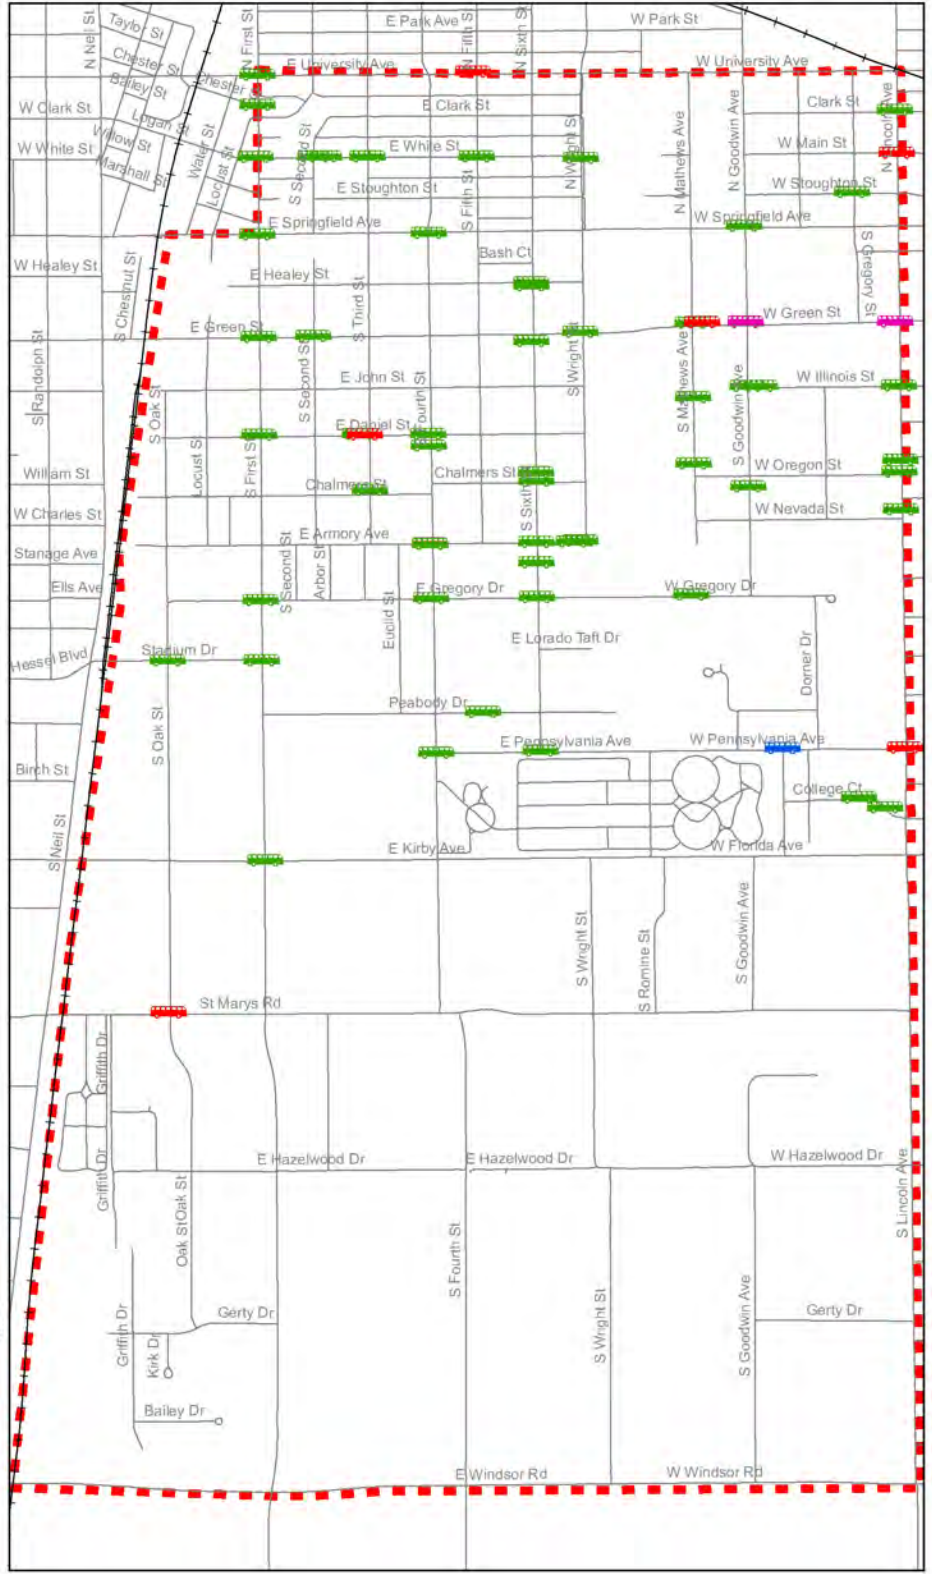 Taylor St
N Neil St
N First St
E Park Ave
N Fifth St
N Sixth St
W Park St
Chester St
Chester
E University Ave
W University Ave
Bailey St
W Clark St
Logan St
E Clark St
Clark St
N Lincoln Ave
Willow St
W White St
Marshall St
Water St
Locust St
S Second St
E White St
N Wright St
N Mathews Ave
N Goodwin Ave
W Main St
E Stoughton St
W Stoughton St
S Fifth St
E Springfield Ave
W Springfield Ave
Bash Ct
W Healey St
S Chestnut St
E Healey St
S Third St
S Gregory St
E Green St
W Green St
S Randolph St
S Second St
S Wright St
S Mathews Ave
S Goodwin Ave
E John St
W Illinois St
S Oak St
Fourth St
E Daniel St
Locust St
S First St
William St
Chalmers St
Chalmers St
W Oregon St
W Charles St
S Sixth
W Nevada St
E Armory Ave
Stanage Ave
S Second St
Arbor St
Ells Ave
E Gregory Dr
W Gregory Dr
Euclid St
E Lorado Taft Dr
Hessel Blvd
Stadium Dr
Dorner Dr
Peabody Dr
S Oak St
E Pennsylvania Ave
W Pennsylvania Ave
Birch St
College Ct
S Neil St
E Kirby Ave
W Florida Ave
S Wright St
S Romine St
S Goodwin Ave
St Marys Rd
Griffith Dr
E Hazelwood Dr
E Hazelwood Dr
W Hazelwood Dr
Griffith Dr
Oak St
Oak St
S Fourth St
S Lincoln Ave
Gerty Dr
Gerty Dr
Griffith Dr
Kirk Dr
S Wright St
S Goodwin Ave
Bailey Dr
E Windsor Rd
W Windsor Rd